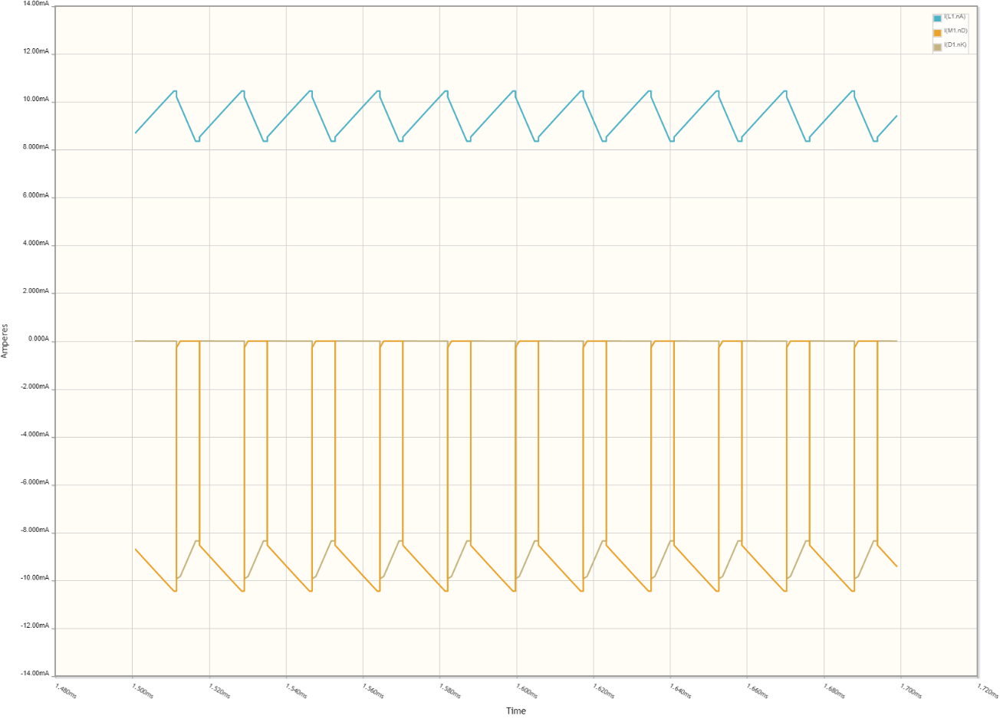 14.00mA
12.00mA
10.00mA
8.000mA
6.000mA
4.000mA
2.000mA
0.000A
-2.000mA
-4.000mA
-6.000mA
-8.000mA
-10.00mA
-12.00mA
-14.00mA
Amperes
I(L1.nA)
I(M1.nD)
I(D1.nK)
1.480ms
1.500ms
1.520ms
1.540ms
1.560ms
1.580ms
1.600ms
1.620ms
1.640ms
1.660ms
1.680ms
1.700ms
1.720ms
Time